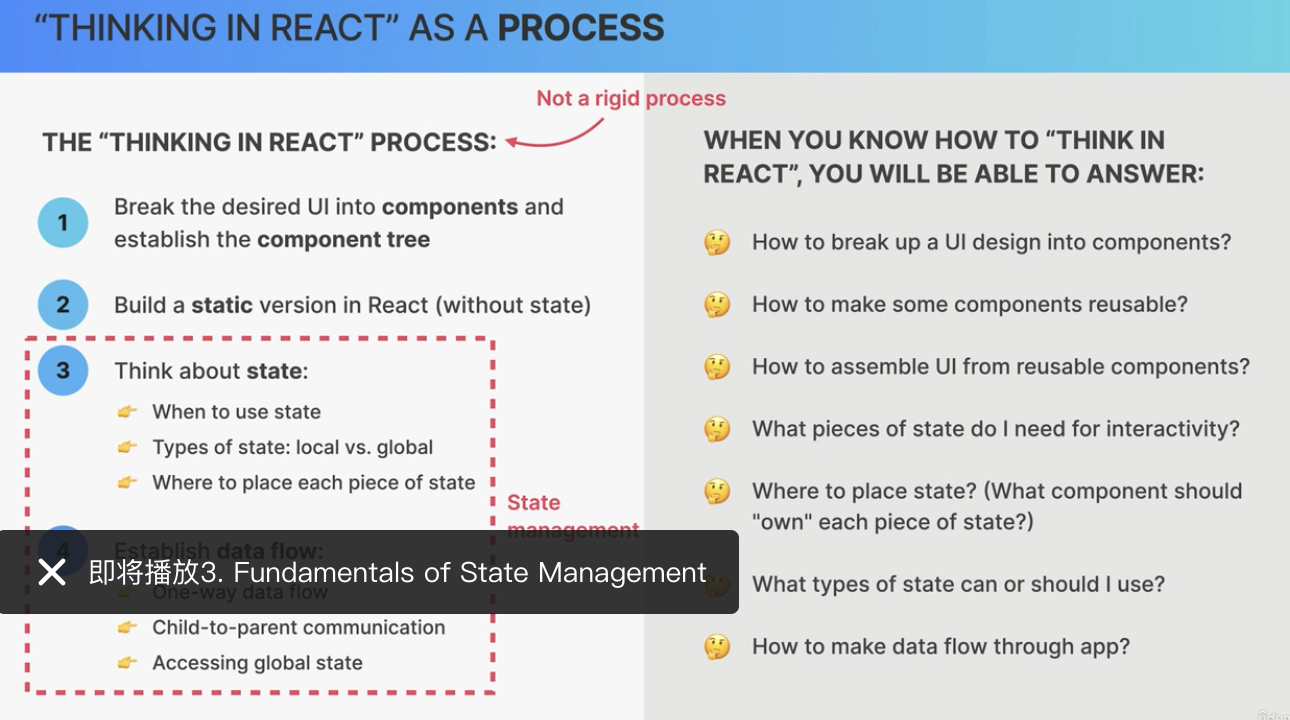 “THINKING IN REACT” AS A PROCESS
Not a rigid process
THE “THINKING IN REACT” PROCESS:
1
Break the desired UI into components and
establish the component tree
2
Build a static version in React (without state)
3
Think about state:
When to use state
Types of state: local vs. global
Where to place each piece of state
State
management
4
Establish data flow:
One-way data flow
Child-to-parent communication
Accessing global state
即将播放3. Fundamentals of State Management
WHEN YOU KNOW HOW TO “THINK IN
REACT”, YOU WILL BE ABLE TO ANSWER:
How to break up a UI design into components?
How to make some components reusable?
How to assemble UI from reusable components?
What pieces of state do I need for interactivity?
Where to place state? (What component should
"own" each piece of state?)
What types of state can or should I use?
How to make data flow through app?